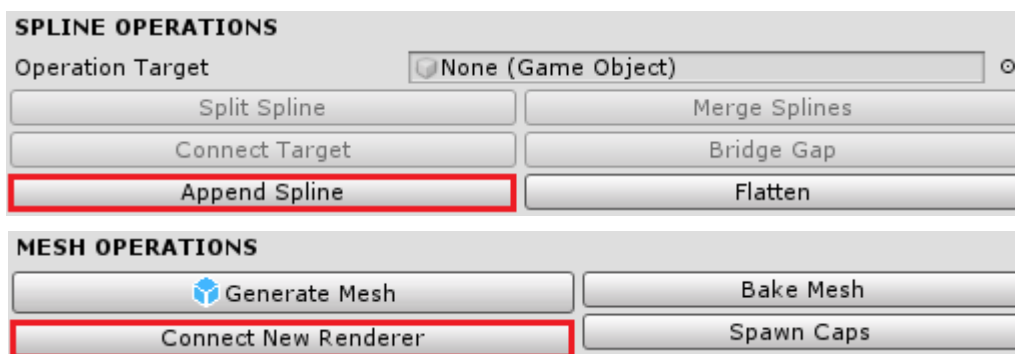 SPLINE OPERATIONS
Operation Target None (Game Object)
Split Spline Merge Splines
Connect Target Bridge Gap
Append Spline Flatten
MESH OPERATIONS
Generate Mesh Bake Mesh
Connect New Renderer Spawn Caps